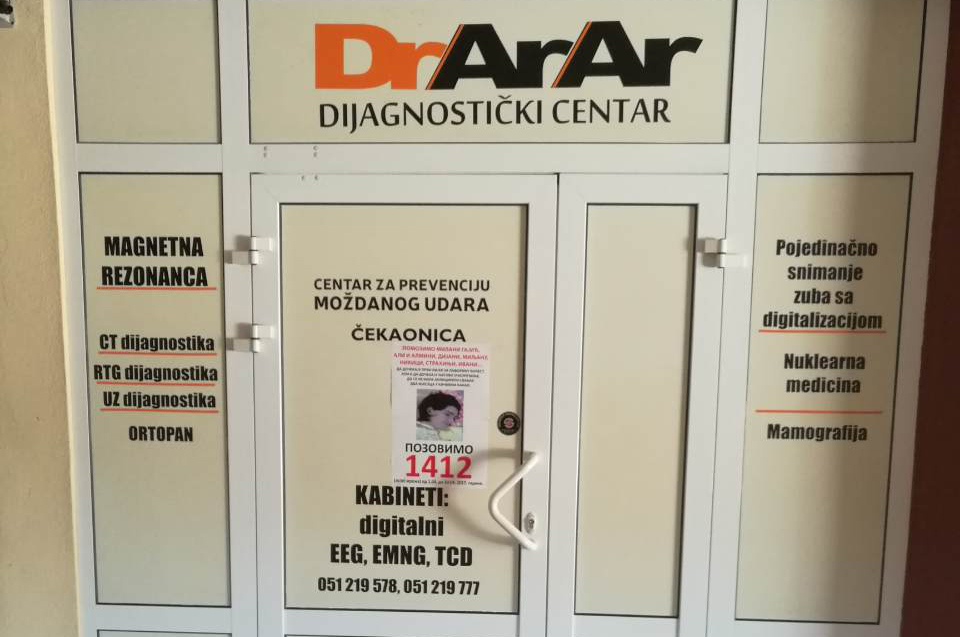 DrArAr
DIJAGNOSTIČKI CENTAR
MAGNETNA
REZONANCA
CT dijagnostika
RTG dijagnostika
UZ dijagnostika
ORTOPAN
CENTAR ZA PREVENCIJU
MOŽDANOG UDARA
ČEKAONICA
ПОЗОВИМО
1412
KABINETI:
digitalni
EEG, EMNG, TCD
051 219 578, 051 219 777
Pojedinačno
snimanje
zuba sa
digitalizacijom
Nuklearna
medicina
Mamografija